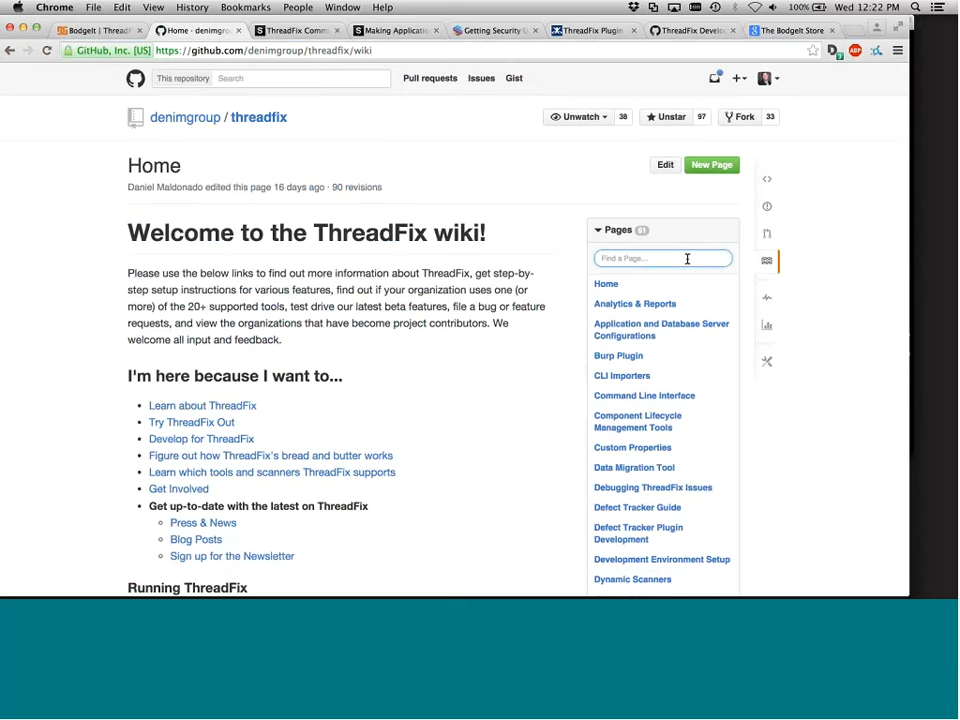 Chrome File Edit View History Bookmarks People Window Help 100% Wed 12:22 PM
BodgeIt | ThreadF × Home · denimgroup × ThreadFix Comm × Making Applicatio × Getting Security U × ThreadFix Plugin × ThreadFix Develo × The BodgeIt Store ×
GitHub, Inc. [US] https://github.com/denimgroup/threadfix/wiki
This repository Search Pull requests Issues Gist
denimgroup / threadfix Unwatch 38 Unstar 97 Fork 33
Home Edit New Page
Daniel Maldonado edited this page 16 days ago · 90 revisions
Welcome to the ThreadFix wiki!
Please use the below links to find out more information about ThreadFix, get step-by-
step setup instructions for various features, find out if your organization uses one (or
more) of the 20+ supported tools, test drive our latest beta features, file a bug or feature
requests, and view the organizations that have become project contributors. We
welcome all input and feedback.
I'm here because I want to...
• Learn about ThreadFix
• Try ThreadFix Out
• Develop for ThreadFix
• Figure out how ThreadFix's bread and butter works
• Learn which tools and scanners ThreadFix supports
• Get Involved
• Get up-to-date with the latest on ThreadFix
Press & News
Blog Posts
Sign up for the Newsletter
Running ThreadFix
Pages 61
Find a Page...
Home
Analytics & Reports
Application and Database Server
Configurations
Burp Plugin
CLI Importers
Command Line Interface
Component Lifecycle
Management Tools
Custom Properties
Data Migration Tool
Debugging ThreadFix Issues
Defect Tracker Guide
Defect Tracker Plugin
Development
Development Environment Setup
Dynamic Scanners